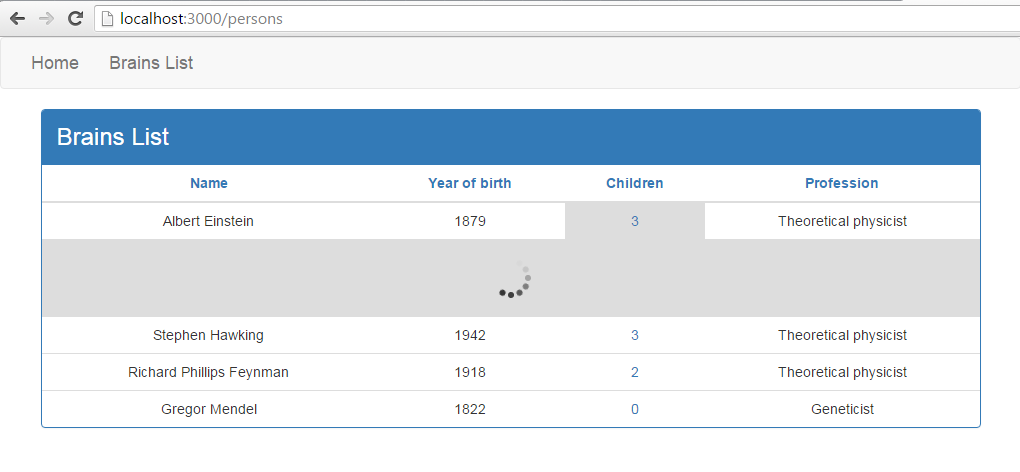 localhost:3000/persons
Home Brains List
Brains List
Name Year of birth Children Profession
Albert Einstein 1879 3 Theoretical physicist
Stephen Hawking 1942 3 Theoretical physicist
Richard Phillips Feynman 1918 2 Theoretical physicist
Gregor Mendel 1822 0 Geneticist